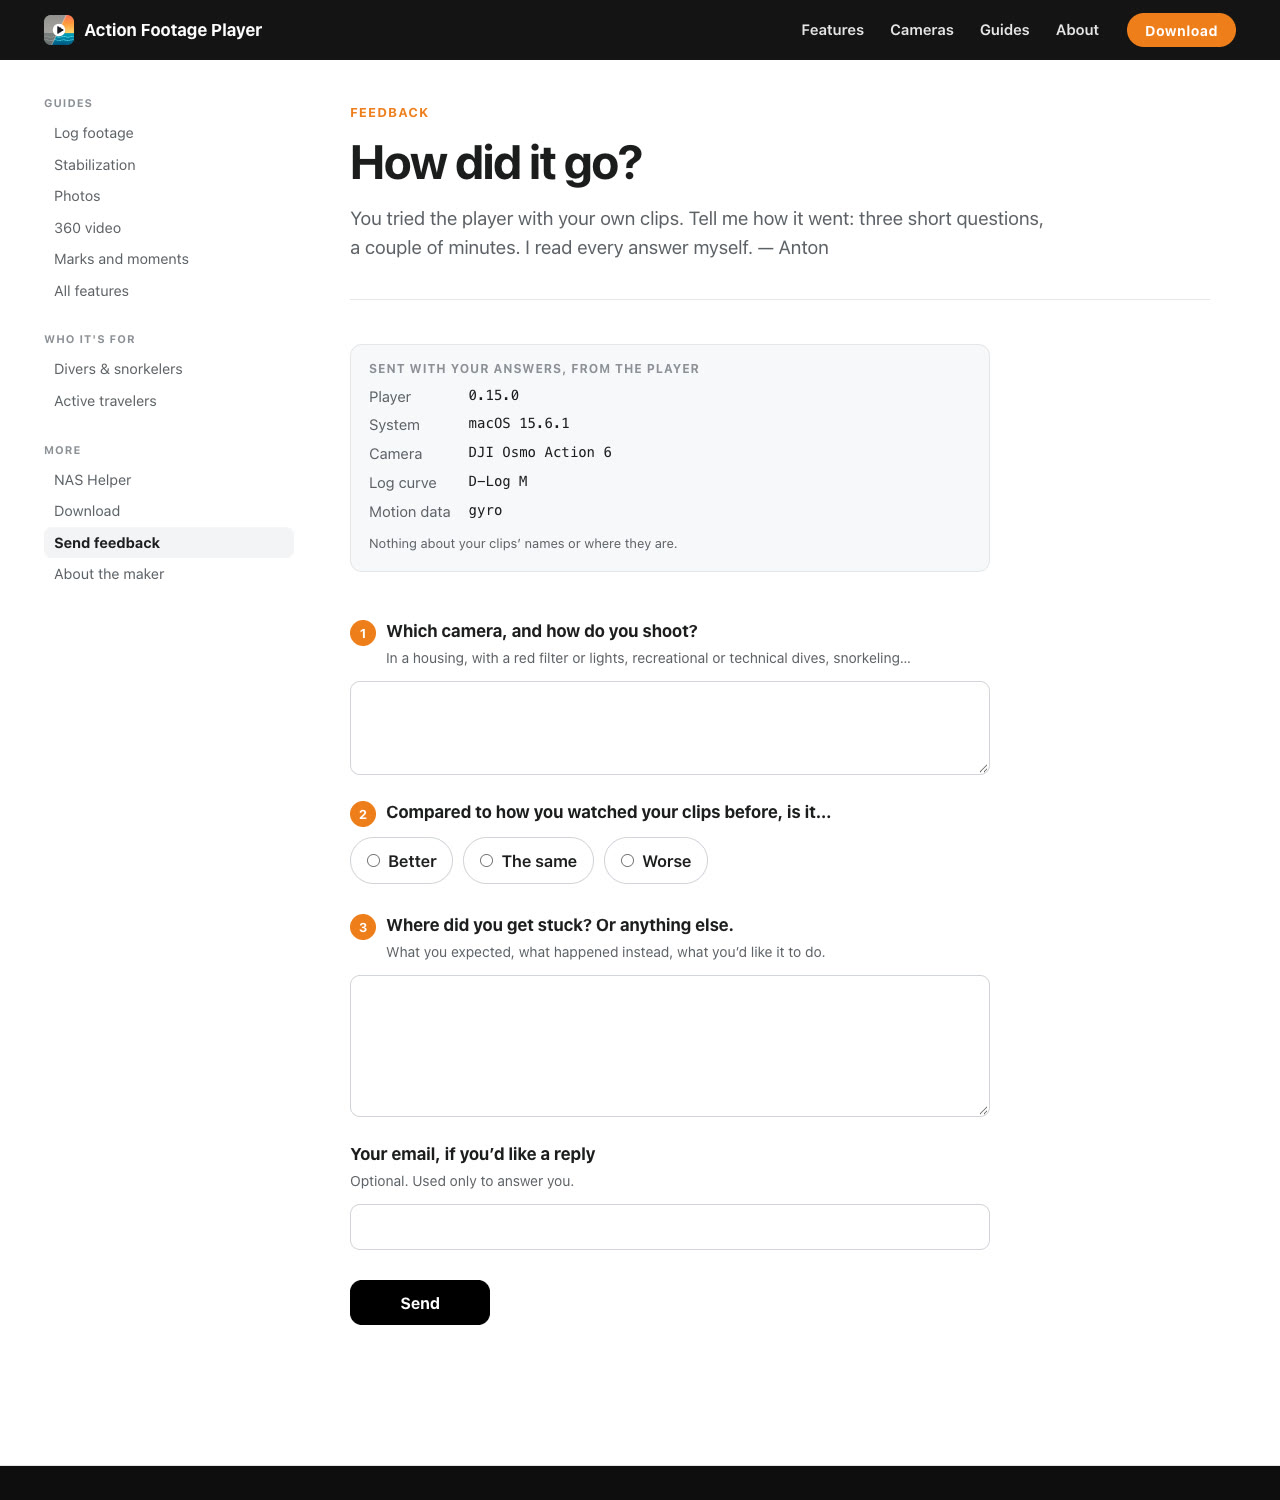 Action Footage Player
Features
Cameras
Guides
About
Download
GUIDES
Log footage
Stabilization
Photos
360 video
Marks and moments
All features
WHO IT'S FOR
Divers & snorkelers
Active travelers
MORE
NAS Helper
Download
Send feedback
About the maker
FEEDBACK
How did it go?
You tried the player with your own clips. Tell me how it went: three short questions,
a couple of minutes. I read every answer myself. — Anton
SENT WITH YOUR ANSWERS, FROM THE PLAYER
Player 0.15.0
System macOS 15.6.1
Camera DJI Osmo Action 6
Log curve D-Log M
Motion data gyro
Nothing about your clips’ names or where they are.
1 Which camera, and how do you shoot?
In a housing, with a red filter or lights, recreational or technical dives, snorkeling…
2 Compared to how you watched your clips before, is it…
Better
The same
Worse
3 Where did you get stuck? Or anything else.
What you expected, what happened instead, what you’d like it to do.
Your email, if you’d like a reply
Optional. Used only to answer you.
Send